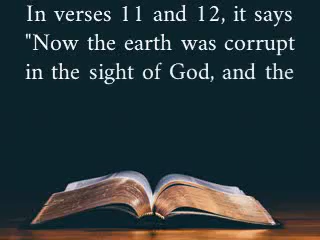 In verses 11 and 12, it says
"Now the earth was corrupt
in the sight of God, and the